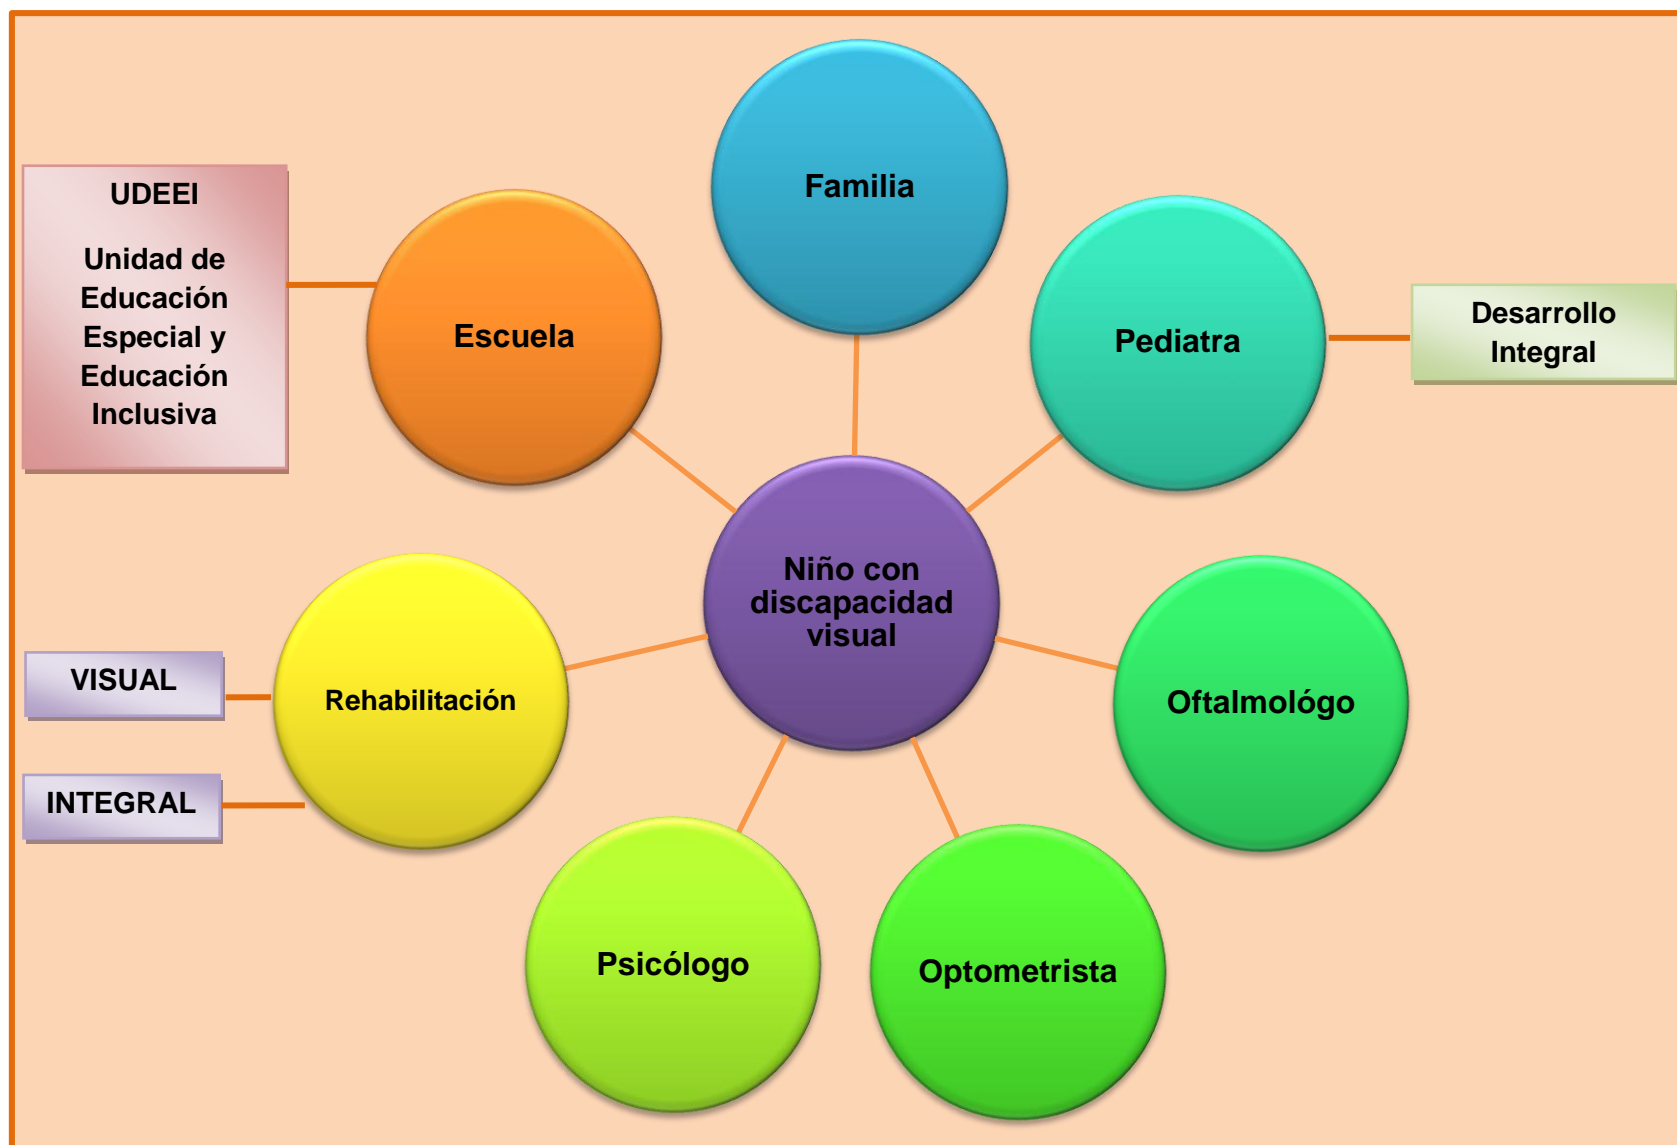 Familia
UDEEI
Unidad de
Educación
Especial y
Educación
Inclusiva
Escuela
Pediatra
Desarrollo
Integral
Niño con
discapacidad
visual
VISUAL
INTEGRAL
Rehabilitación
Oftalmológo
Psicólogo
Optometrista